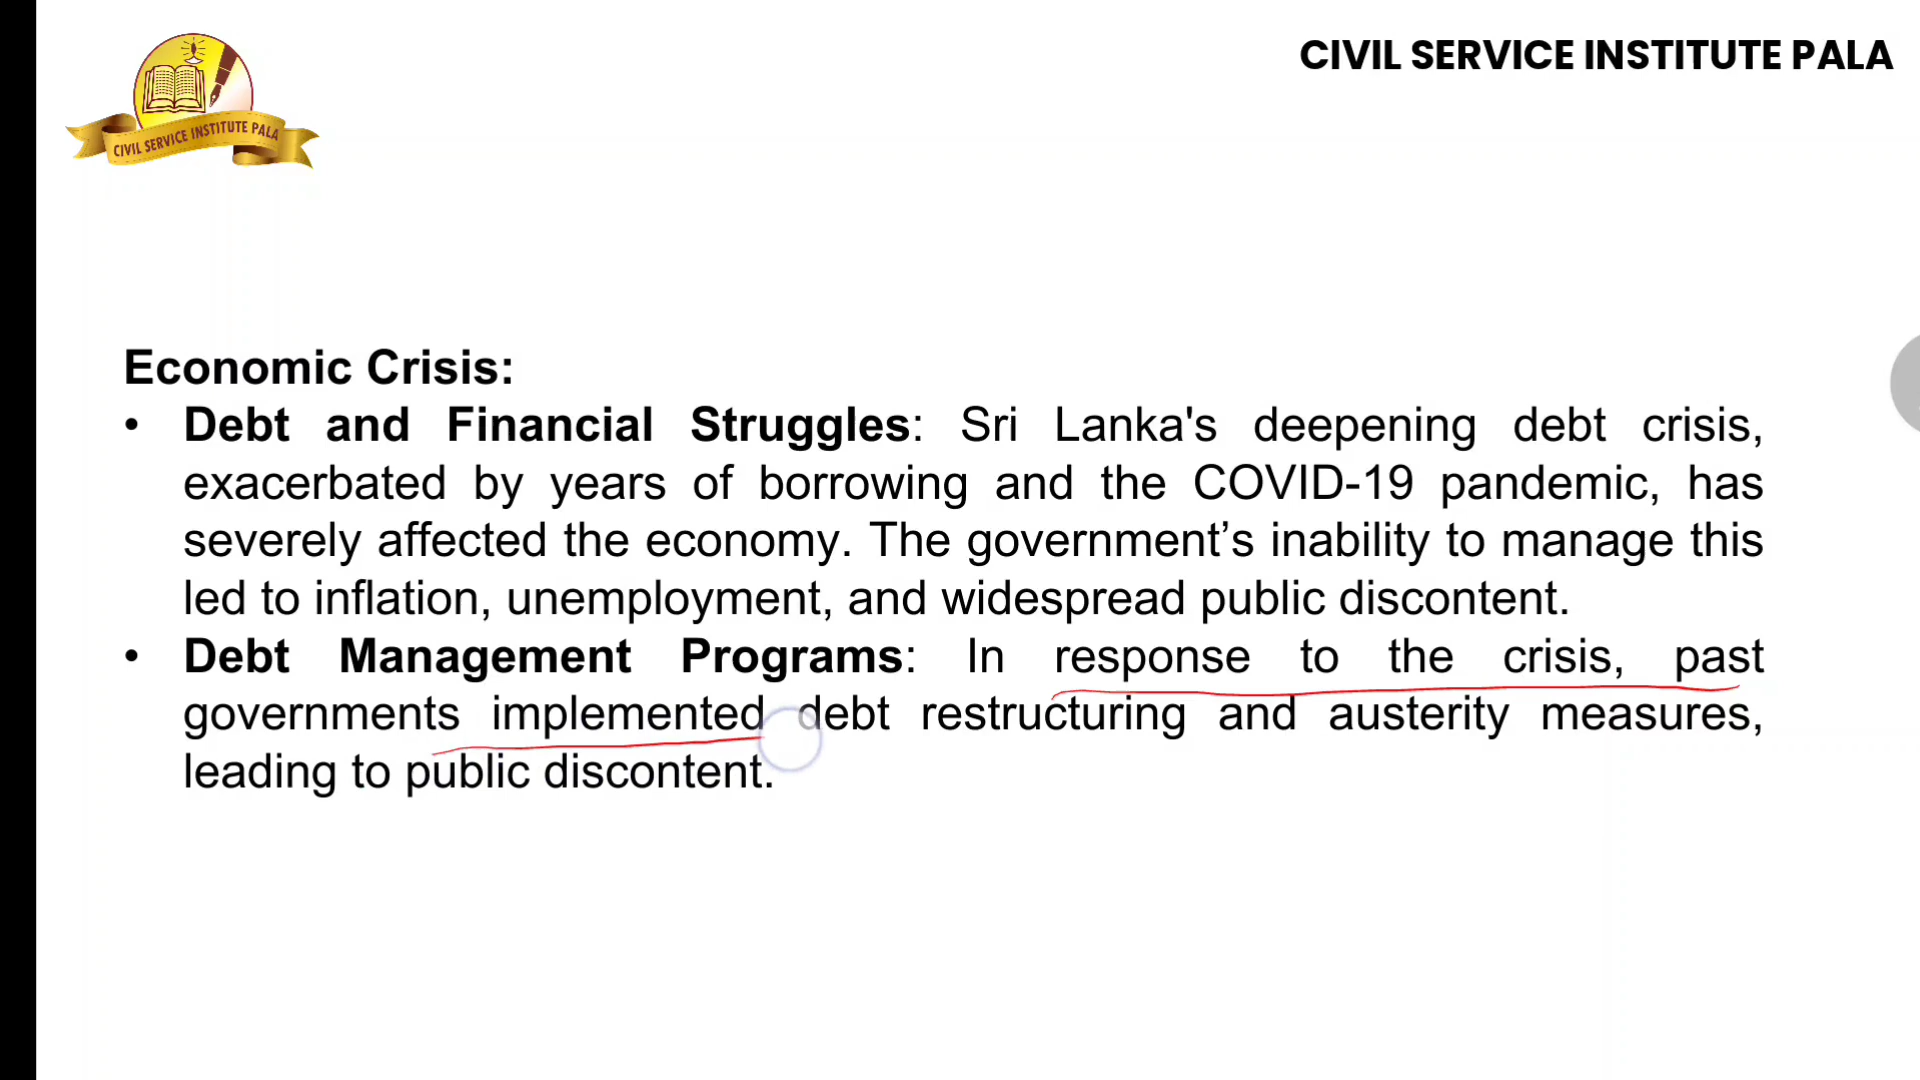 CIVIL SERVICE INSTITUTE PALA
CIVIL SERVICE INSTITUTE PALA
Economic Crisis:
• Debt and Financial Struggles: Sri Lanka's deepening debt crisis,
exacerbated by years of borrowing and the COVID-19 pandemic, has
severely affected the economy. The government’s inability to manage this
led to inflation, unemployment, and widespread public discontent.
• Debt Management Programs: In response to the crisis, past
governments implemented debt restructuring and austerity measures,
leading to public discontent.